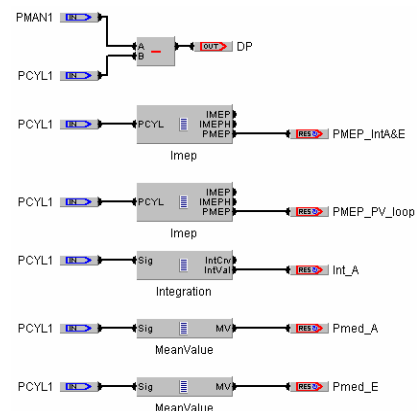 PMAN1 IN
A
B
OUT DP
PCYL1 IN
IMEP
IMEPH
PCYL1 IN PCYL PMEP RES PMEP_IntA&E
Imep
IMEP
IMEPH
PCYL1 IN PCYL PMEP RES PMEP_PV_loop
Imep
PCYL1 IN Sig IntCrv
IntVal RES Int_A
Integration
PCYL1 IN Sig MV RES Pmed_A
MeanValue
PCYL1 IN Sig MV RES Pmed_E
MeanValue